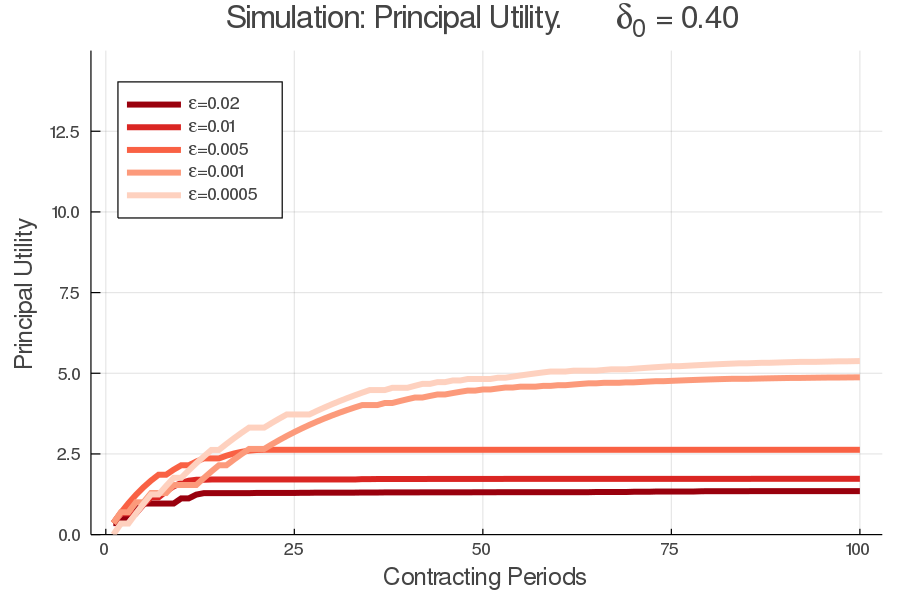 Simulation: Principal Utility. δ₀ = 0.40
ε=0.02
ε=0.01
ε=0.005
ε=0.001
ε=0.0005
12.5
10.0
7.5
5.0
2.5
0.0
Principal Utility
0 25 50 75 100
Contracting Periods